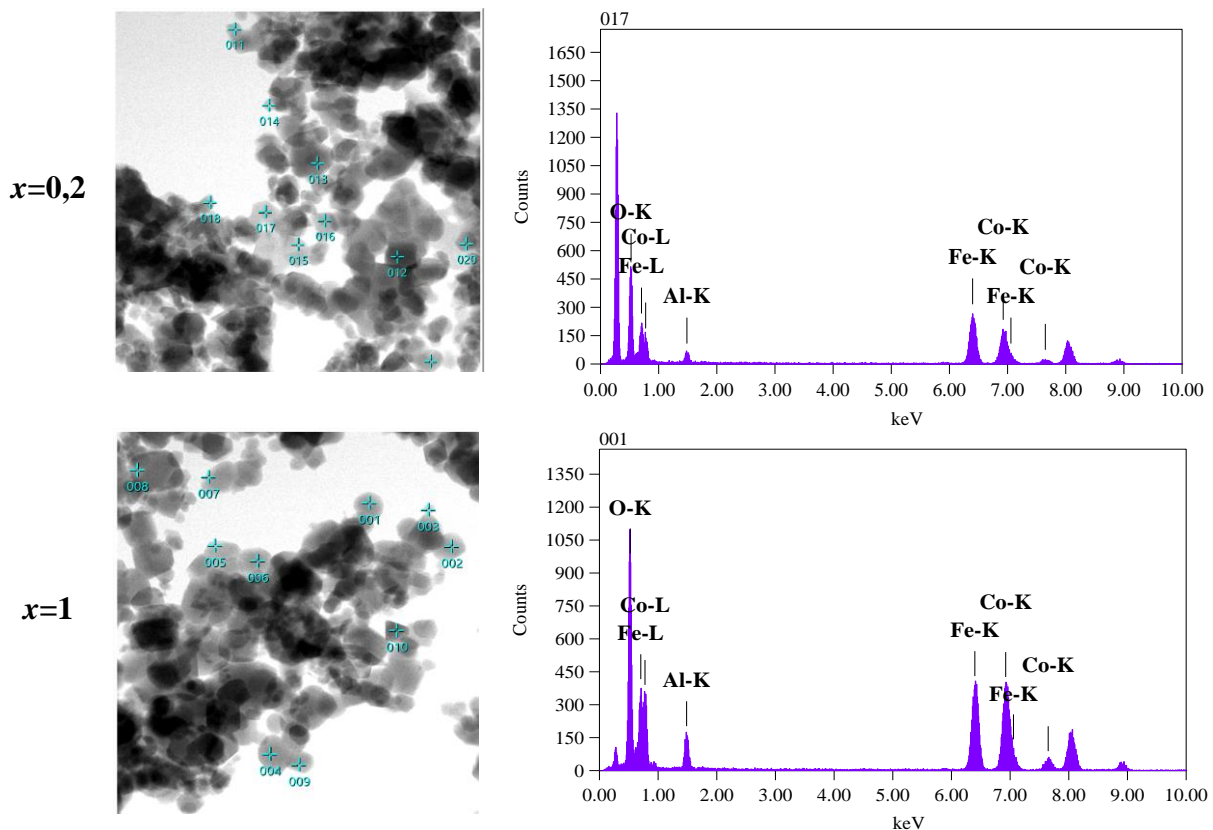 x=0,2
011
014
013
018
017
016
015
012
020
017
Counts
1650
1500
1350
1200
1050
900
750
600
450
300
150
0
O-K
Co-L
Fe-L
Al-K
Co-K
Fe-K
Co-K
Fe-K
0.00 1.00 2.00 3.00 4.00 5.00 6.00 7.00 8.00 9.00 10.00
keV
x=1
008
007
001
003
002
005
006
010
004
009
001
Counts
1350
1200
1050
900
750
600
450
300
150
0
O-K
Co-L
Fe-L
Al-K
Co-K
Fe-K
Co-K
Fe-K
0.00 1.00 2.00 3.00 4.00 5.00 6.00 7.00 8.00 9.00 10.00
keV